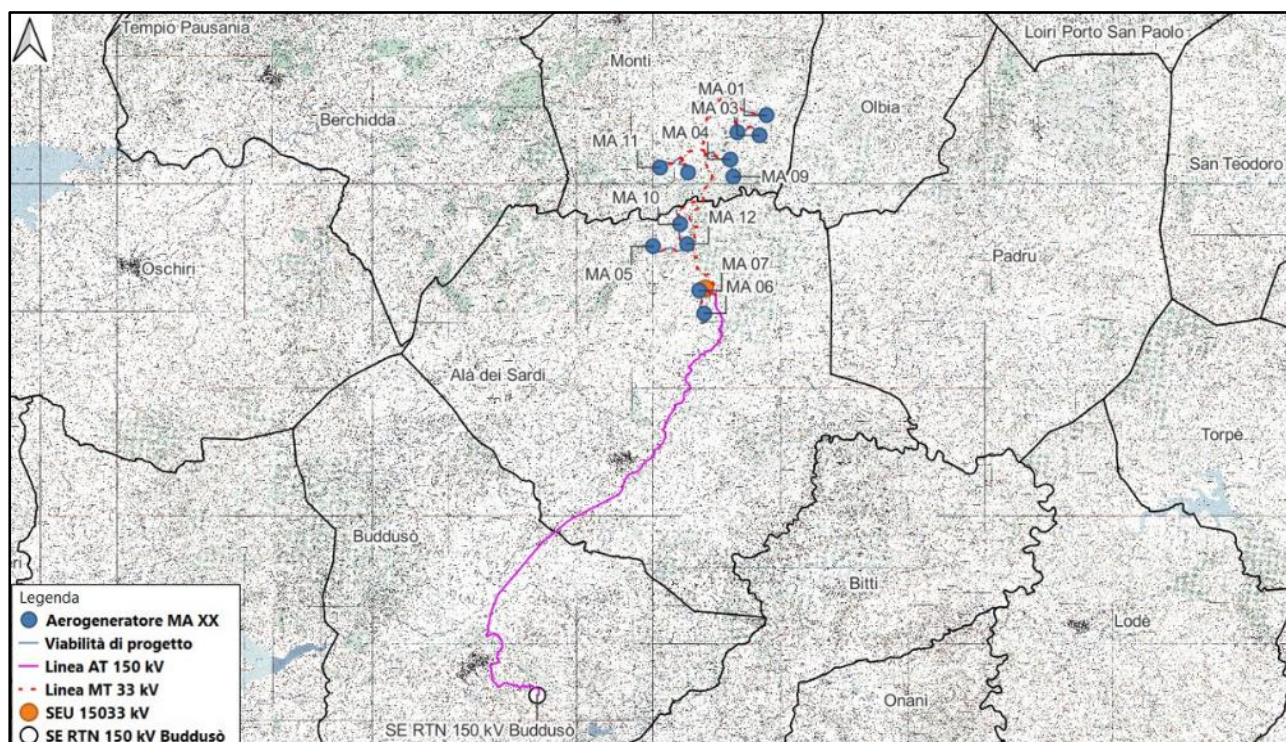 Tempio Pausania
Loiri Porto San Paolo
Monti
MA 01
MA 03
Olbia
Berchidda
MA 04
MA 11
San Teodoro
MA 09
MA 10
MA 12
Oschiri
Padru
MA 05
MA 07
MA 06
Alà dei Sardi
Torpè
Buddusò
Bitti
Legenda
Aerogeneratore MA XX
Viabilità di progetto
Linea AT 150 kV
Linea MT 33 kV
SEU 15033 kV
SE RTN 150 kV Buddusò
Lodè
Onanì
SE RTN 150 kV Buddusò